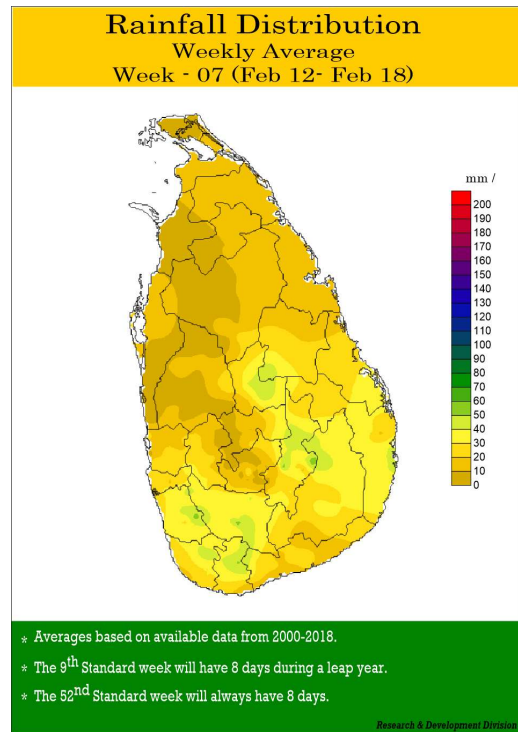 Rainfall Distribution
Weekly Average
Week - 07 (Feb 12- Feb 18)
mm /
200
190
180
170
160
150
140
130
120
110
100
90
80
70
60
50
40
30
20
10
0
* Averages based on available data from 2000-2018.
* The 9th Standard week will have 8 days during a leap year.
* The 52nd Standard week will always have 8 days.
Research & Development Division